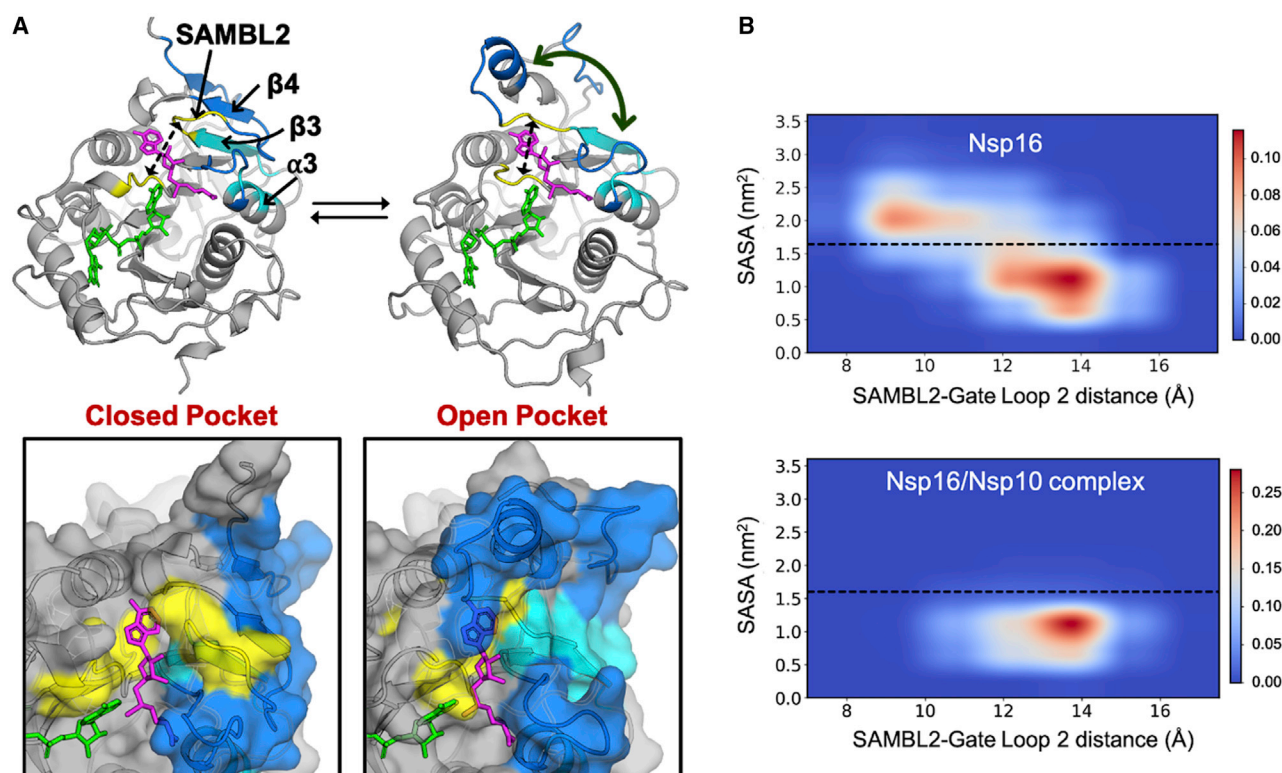 A
SAMBL2
β4
β3
α3
Closed Pocket
Open Pocket
B
Nsp16
SASA (nm²)
3.5
3.0
2.5
2.0
1.5
1.0
0.5
0.0
8 10 12 14 16
SAMBL2-Gate Loop 2 distance (Å)
0.10
0.08
0.06
0.04
0.02
0.00
Nsp16/Nsp10 complex
SASA (nm²)
3.5
3.0
2.5
2.0
1.5
1.0
0.5
0.0
8 10 12 14 16
SAMBL2-Gate Loop 2 distance (Å)
0.25
0.20
0.15
0.10
0.05
0.00